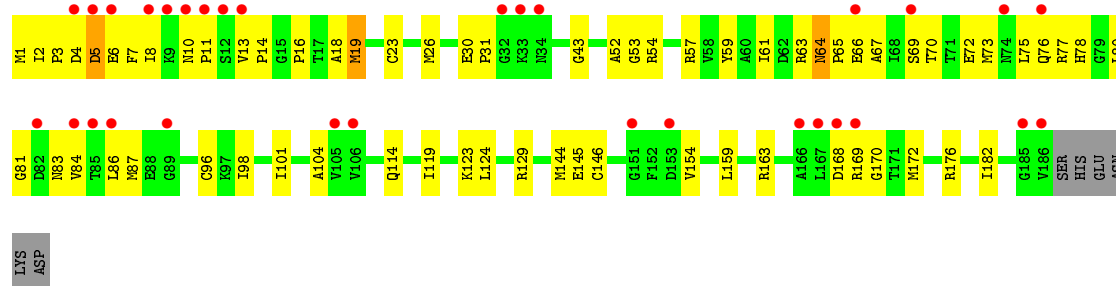 M1 I2 P3 D4 D5 E6 F7 I8 K9 N10 P11 S12 V13 P14 G15 P16 T17 A18 M19 C23 M26 E30 P31 G32 K33 N34 G43 A52 G53 R54 R57 V58 Y59 A60 I61 D62 R63 N64 P65 E66 A67 I68 S69 T70 T71 E72 M73 N74 L75 Q76 R77 H78 G79
G81 D82 N83 V84 T85 L86 M87 E88 G89 G96 K97 I98 I101 A104 V105 V106 Q114 I119 K123 L124 R129 M144 E145 C146 G151 F152 D153 V154 L159 R163 A166 L167 D168 R169 G170 T171 M172 R176 I182 G185 V186 SER HIS GLU
LYS ASP